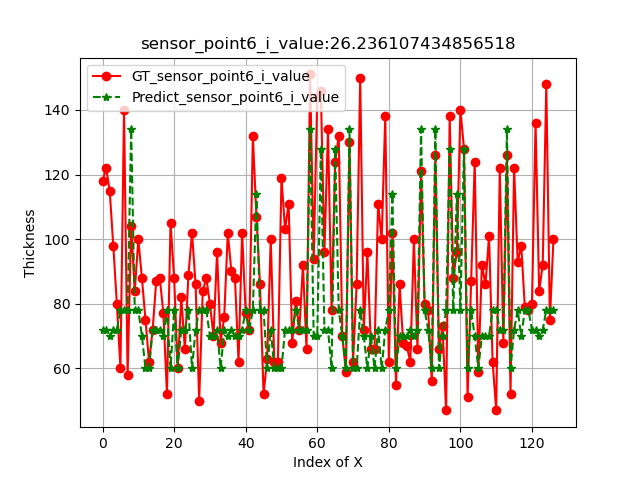 sensor_point6_i_value:26.236107434856518
GT_sensor_point6_i_value
Predict_sensor_point6_i_value
Thickness
140
120
100
80
60
0 20 40 60 80 100 120
Index of X